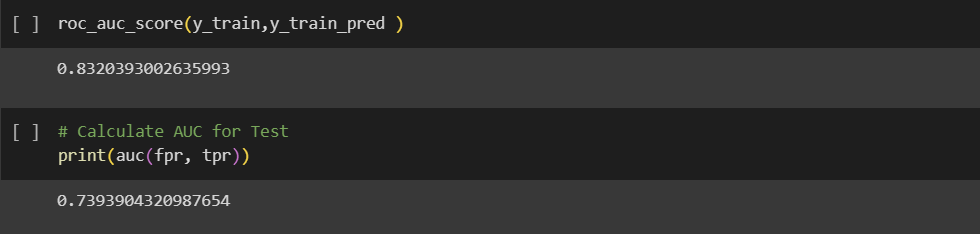 [ ] roc_auc_score(y_train,y_train_pred )
0.8320393002635993
[ ] # Calculate AUC for Test
print(auc(fpr, tpr))
0.7393904320987654